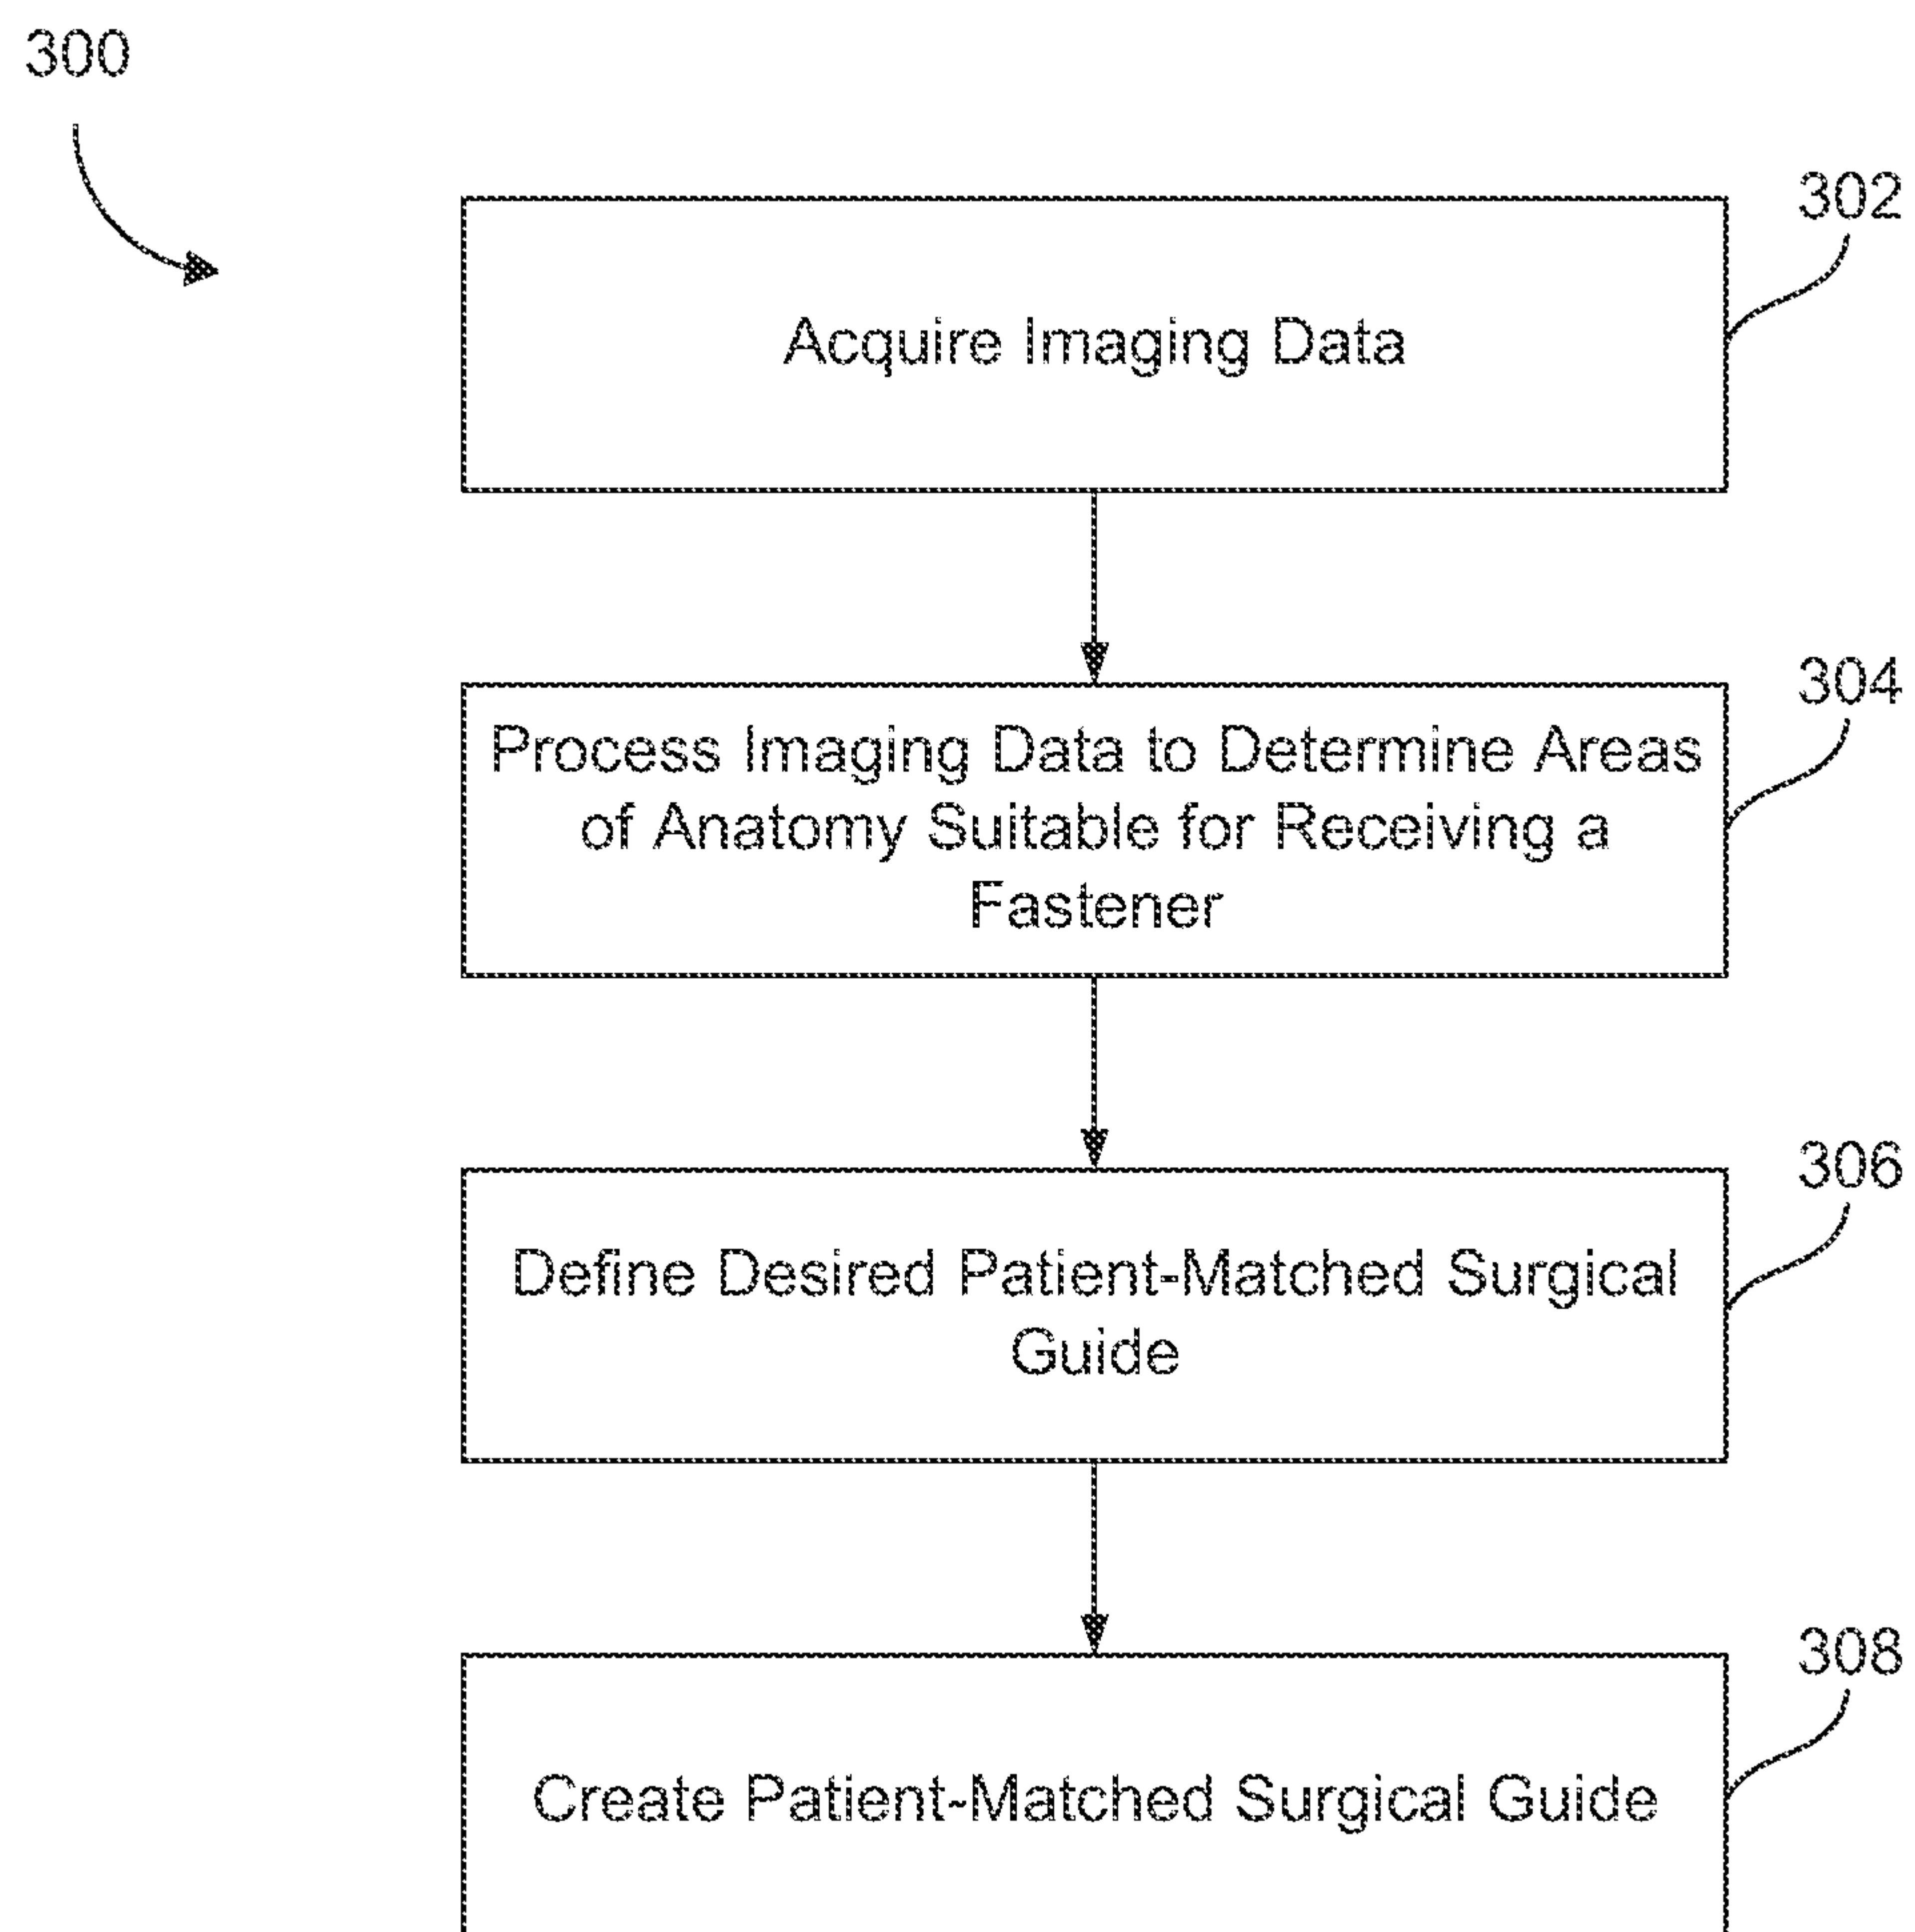 300
302
Acquire Imaging Data
304
Process Imaging Data to Determine Areas
of Anatomy Suitable for Receiving a
Fastener
306
Define Desired Patient-Matched Surgical
Guide
308
Create Patient-Matched Surgical Guide